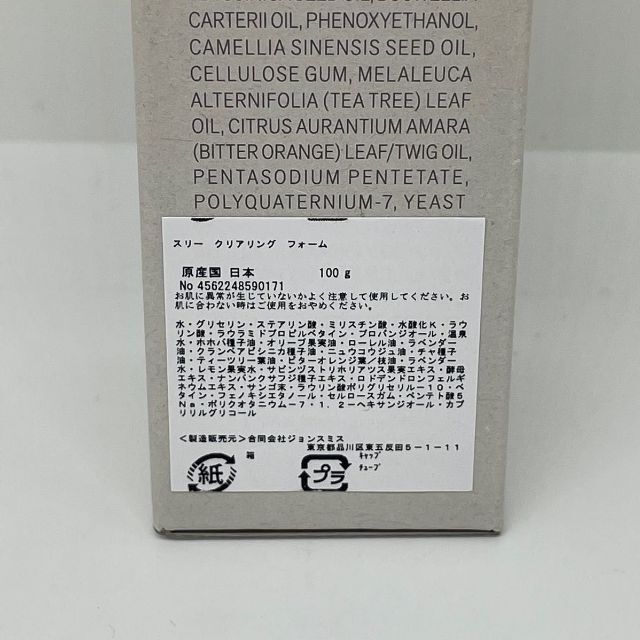 CARTERII OIL, PHENOXYETHANOL,
CAMELLIA SINENSIS SEED OIL,
CELLULOSE GUM, MELALEUCA
ALTERNIFOLIA (TEA TREE) LEAF
OIL, CITRUS AURANTIUM AMARA
(BITTER ORANGE) LEAF/TWIG OIL,
PENTASODIUM PENTETATE,
POLYQUATERNIUM-7, YEAST
スリー クリアリング フォーム
原産国 日本 100g
No 4562248590171
お肌に異常が生じていないかよく注意して使用してください。お
肌に合わない時はご使用をおやめください。
水・グリセリン・ステアリン酸・ミリスチン酸・水酸化K・ラウ
リン酸・ラウラミドプロピルベタイン・プロパンジオール・温泉
水・ホホバ種子油・オリーブ果実油・ローレル油・ラベンダー
油・クランベアビシニカ種子油・ニュウコウジュ油・チャ種子
油・ティーツリー葉油・ビターオレンジ葉/枝油・ラベンダー
水・レモン果実水・サピンヅストリホリアツス果実エキス・酵母
エキス・ナンバンクサフジ種子エキス・ロドデンドロンフェルギ
ネウムエキス・サンゴ末・ラウリン酸ポリグリセリル－10・ベ
タイン・フェノキシエタノール・セルロースガム・ペンテト酸5
Na・ポリクオタニウム－7・1．2－ヘキサンジオール・カプ
リリルグリコール
＜製造販売元＞合同会社ジョンスミス
東京都品川区東五反田5－1－11
箱 キャップ
紙 プラ チューブ